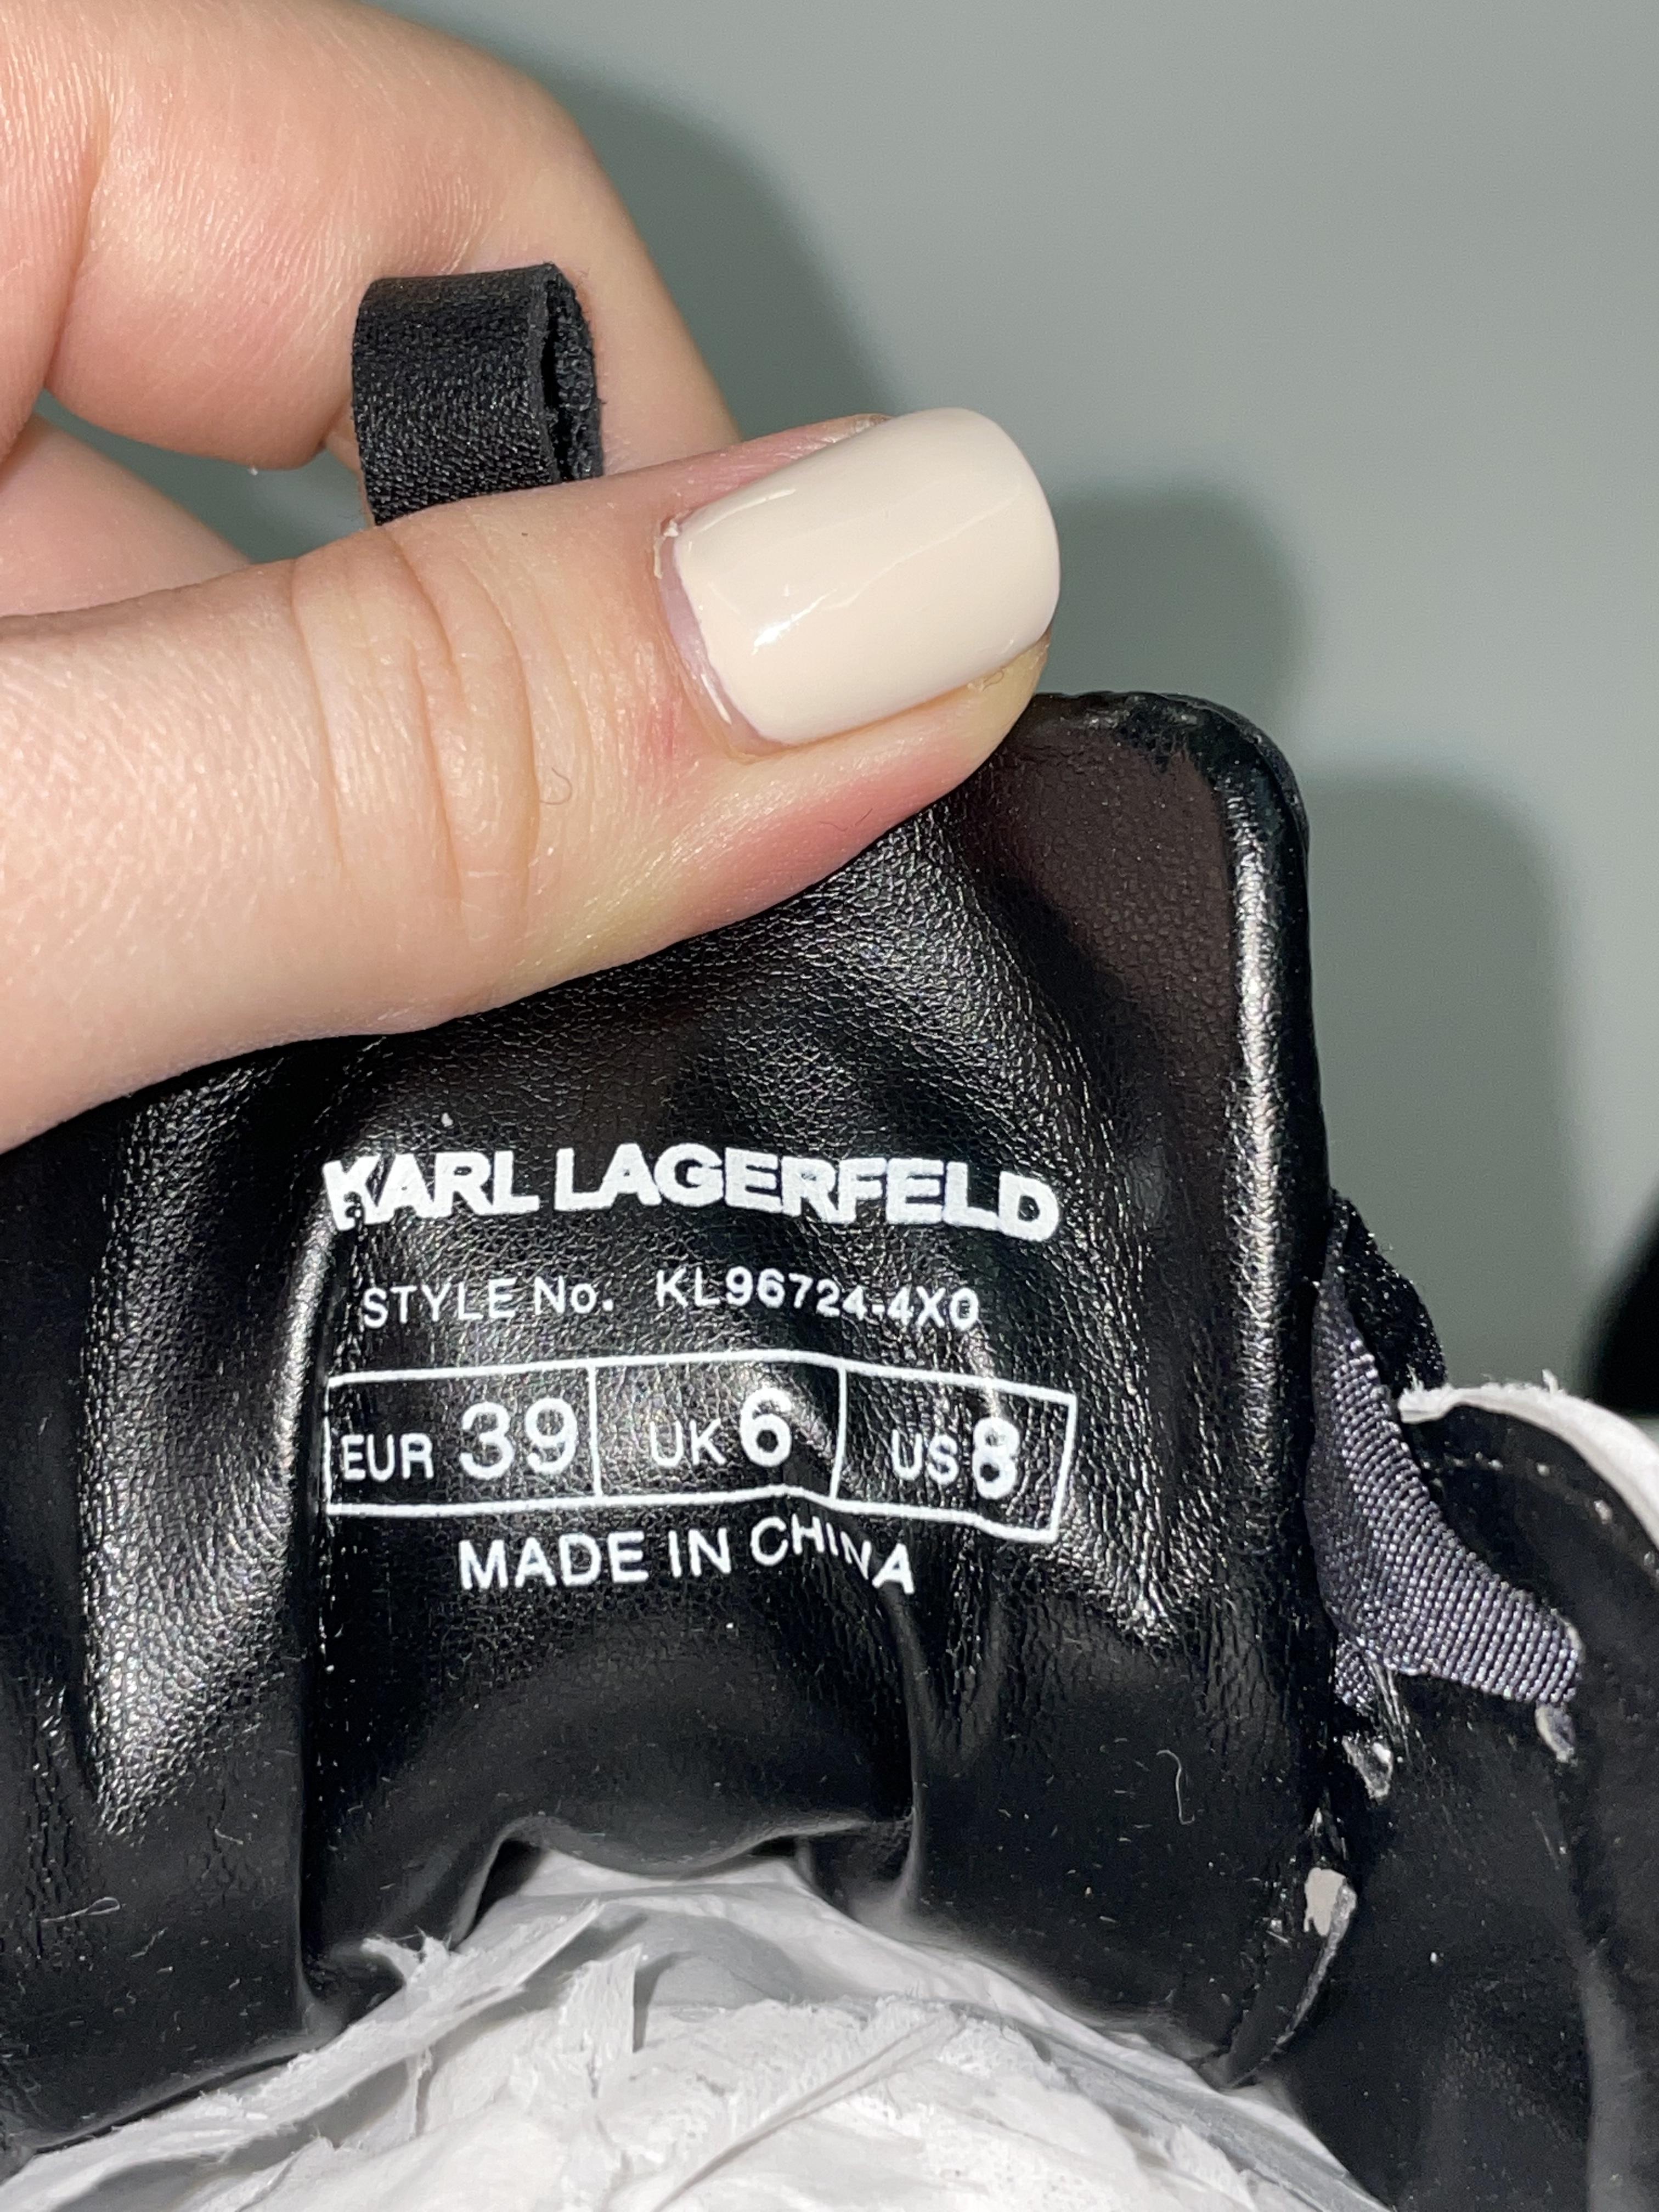 KARL LAGERFELD
STYLE No. KL96724-4X0
EUR 39 UK 6 US 8
MADE IN CHINA